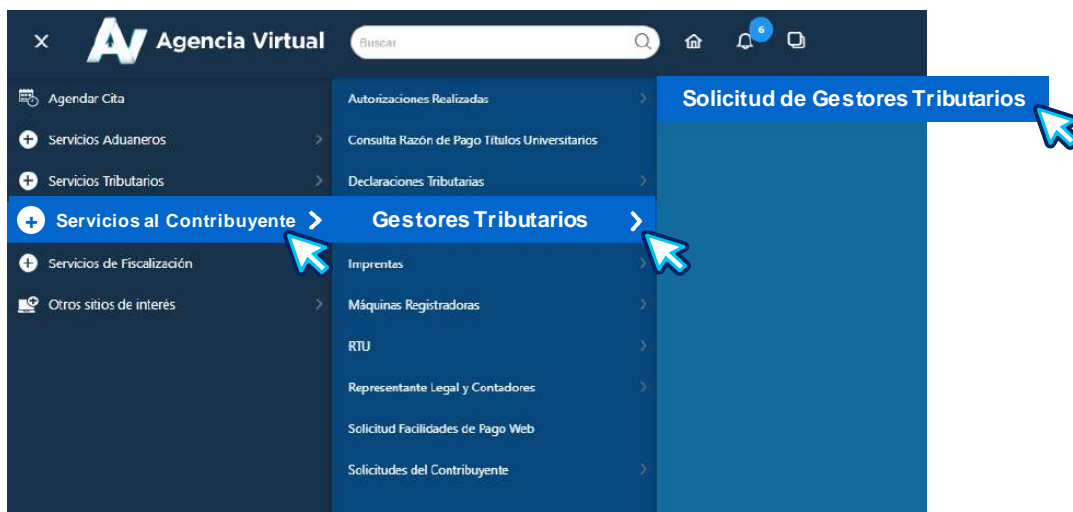 Agencia Virtual
Buscar
6
Agendar Cita
Servicios Aduaneros
Servicios Tributarios
Servicios al Contribuyente
Servicios de Fiscalización
Otros sitios de interés
Autorizaciones Realizadas
Consulta Razón de Pago Títulos Universitarios
Declaraciones Tributarias
Gestores Tributarios
Imprentas
Máquinas Registradoras
RTU
Representante Legal y Contadores
Solicitud Facilidades de Pago Web
Solicitudes del Contribuyente
Solicitud de Gestores Tributarios